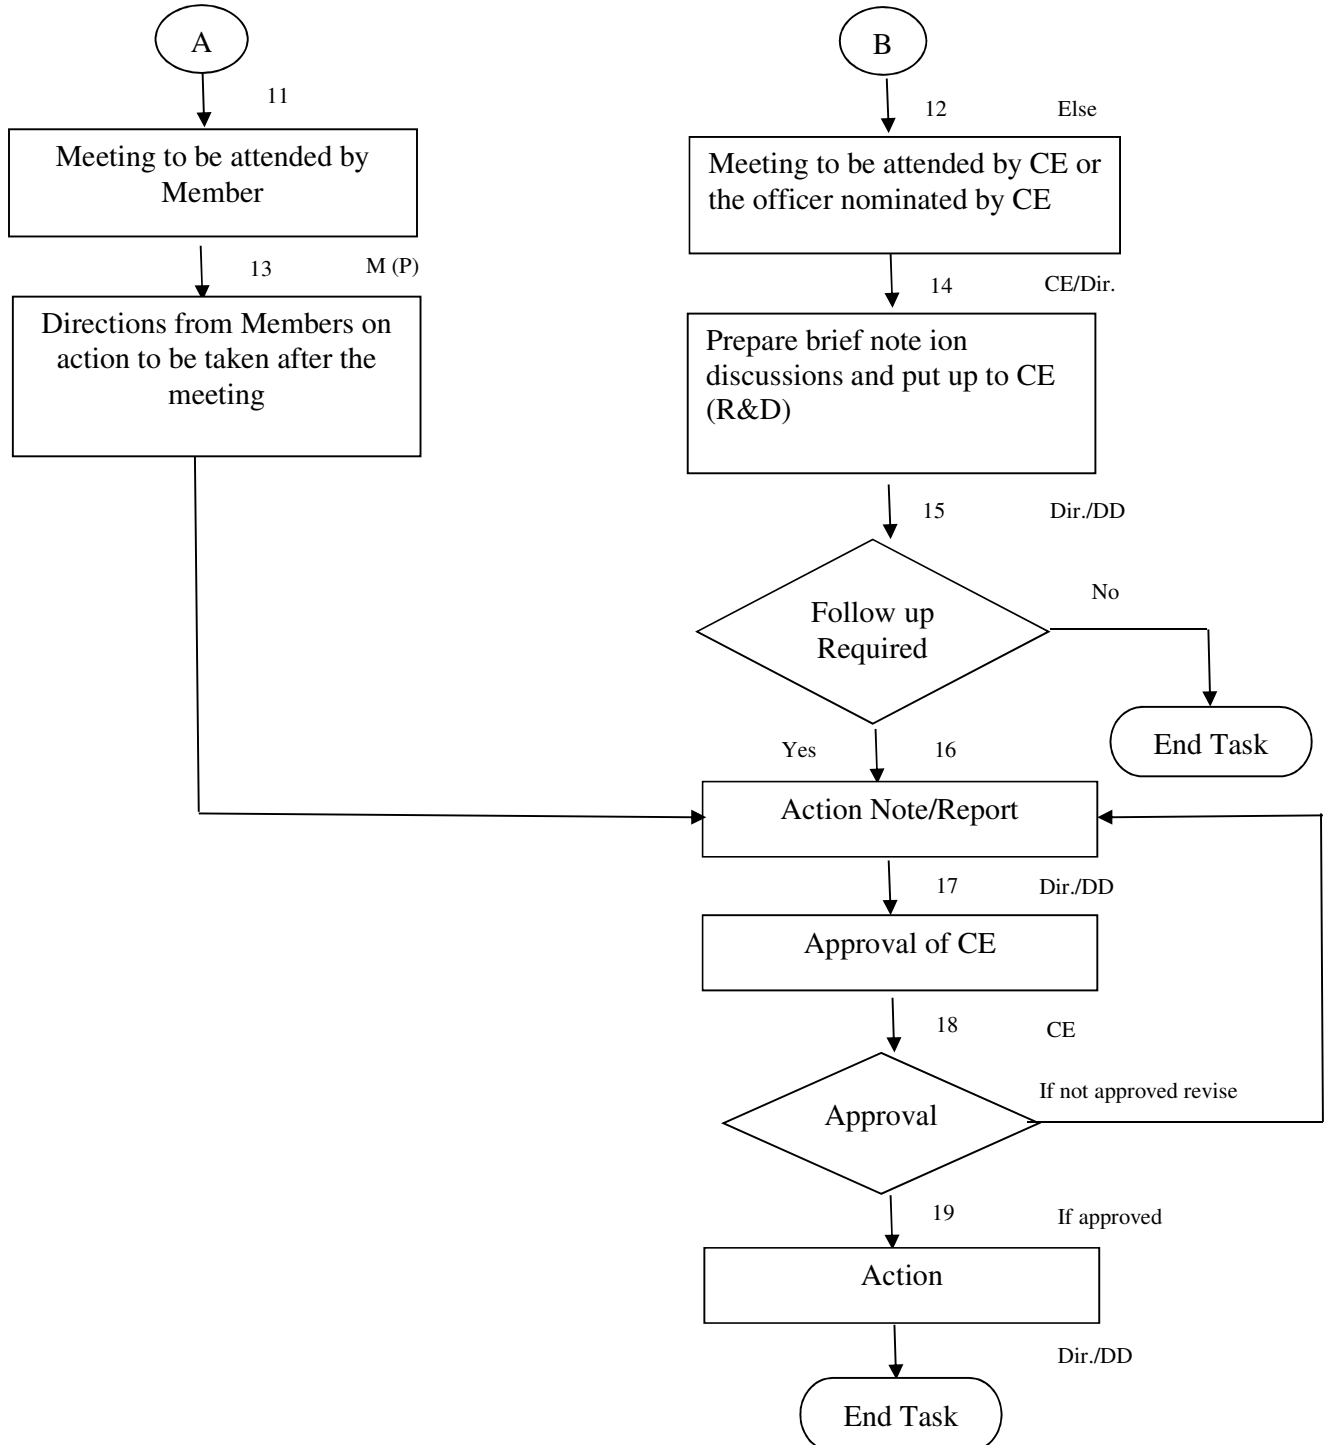 A
B
11
12
Else
Meeting to be attended by
Member
Meeting to be attended by CE or
the officer nominated by CE
13
M (P)
14
CE/Dir.
Directions from Members on
action to be taken after the
meeting
Prepare brief note ion
discussions and put up to CE
(R&D)
15
Dir./DD
Follow up
Required
No
End Task
Yes
16
Action Note/Report
17
Dir./DD
Approval of CE
18
CE
Approval
If not approved revise
19
If approved
Action
Dir./DD
End Task